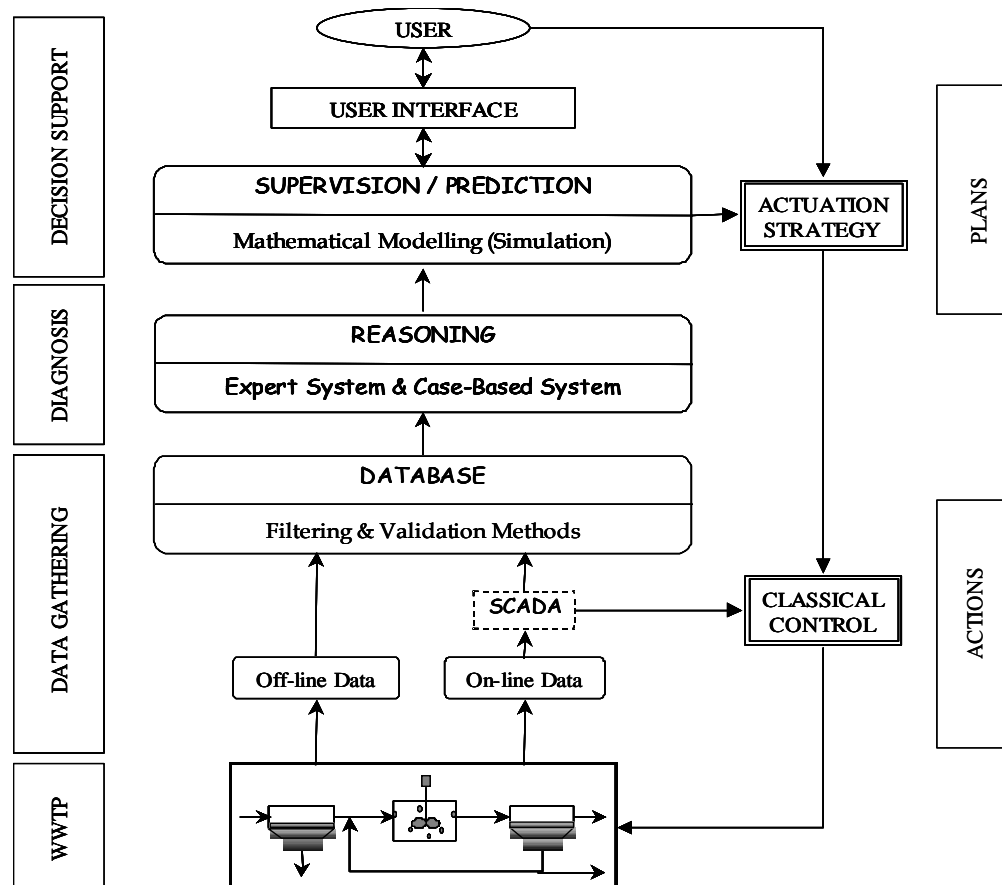 USER
USER INTERFACE
SUPERVISION / PREDICTION
Mathematical Modelling (Simulation)
ACTUATION
STRATEGY
REASONING
Expert System & Case-Based System
DATABASE
Filtering & Validation Methods
SCADA
CLASSICAL
CONTROL
Off-line Data
On-line Data
DECISION SUPPORT
DIAGNOSIS
DATA GATHERING
WWTP
PLANS
ACTIONS